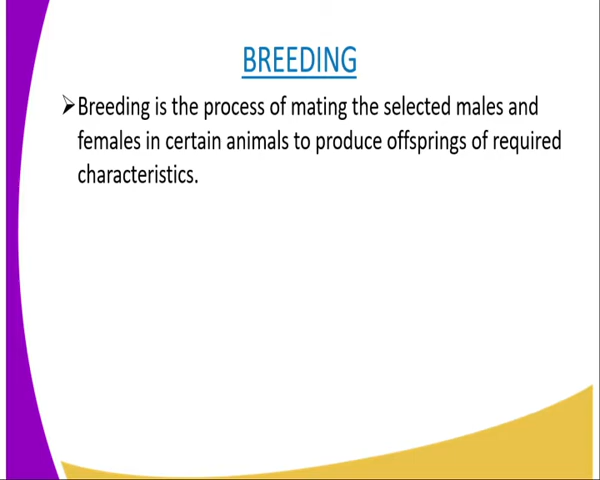 BREEDING
➢Breeding is the process of mating the selected males and
females in certain animals to produce offsprings of required
characteristics.